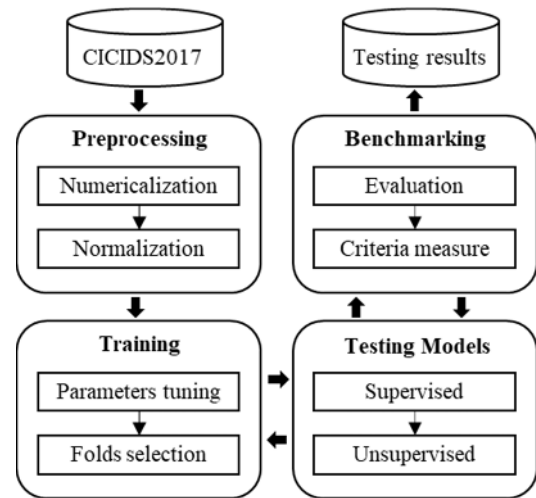 CICIDS2017
Testing results
Preprocessing
Numericalization
Normalization
Benchmarking
Evaluation
Criteria measure
Training
Parameters tuning
Folds selection
Testing Models
Supervised
Unsupervised